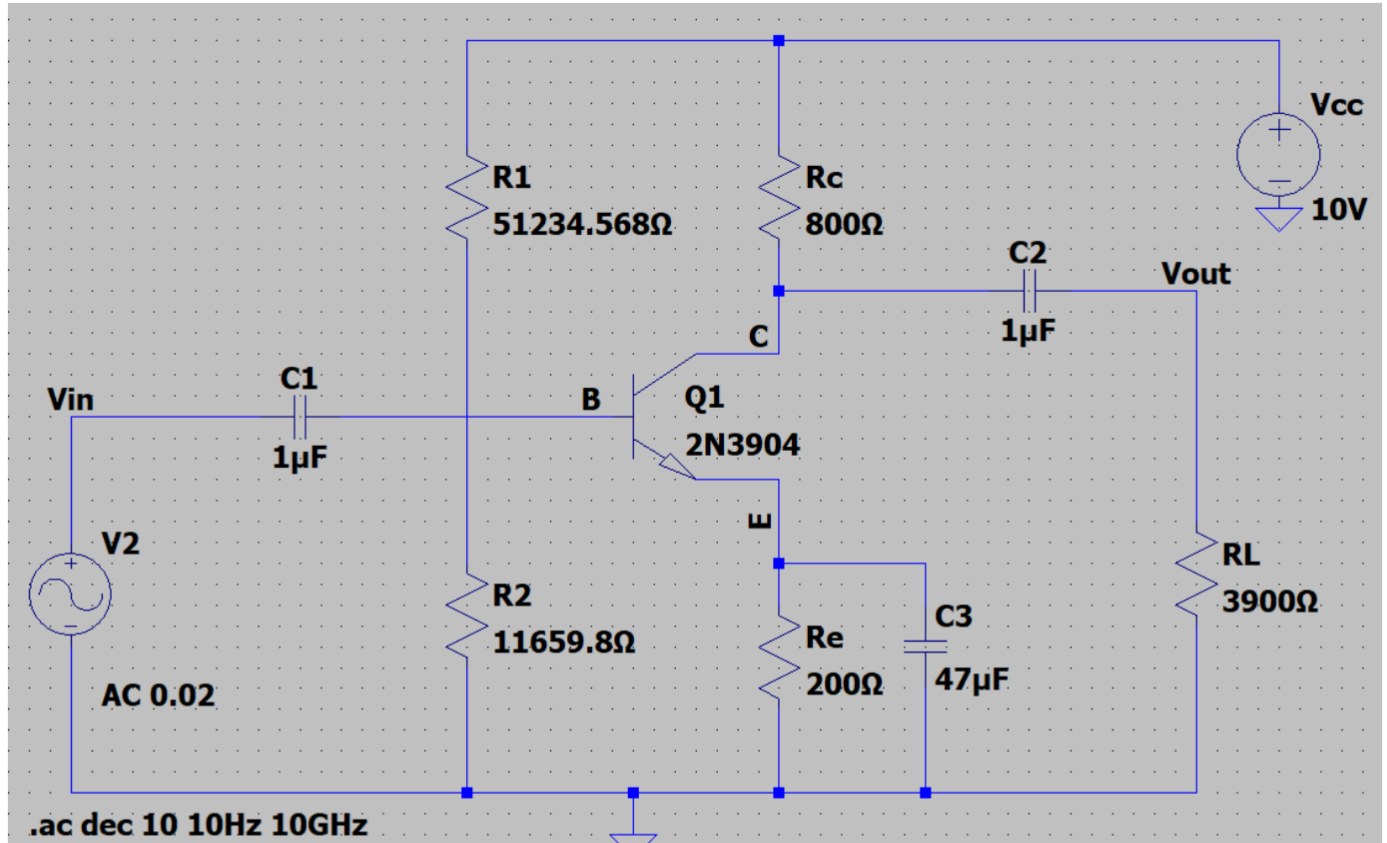 Vcc
10V
R1
51234.568Ω
Rc
800Ω
C2
1µF
Vout
C
Vin
C1
1µF
B
Q1
2N3904
E
V2
AC 0.02
R2
11659.8Ω
Re
200Ω
C3
47µF
RL
3900Ω
.ac dec 10 10Hz 10GHz